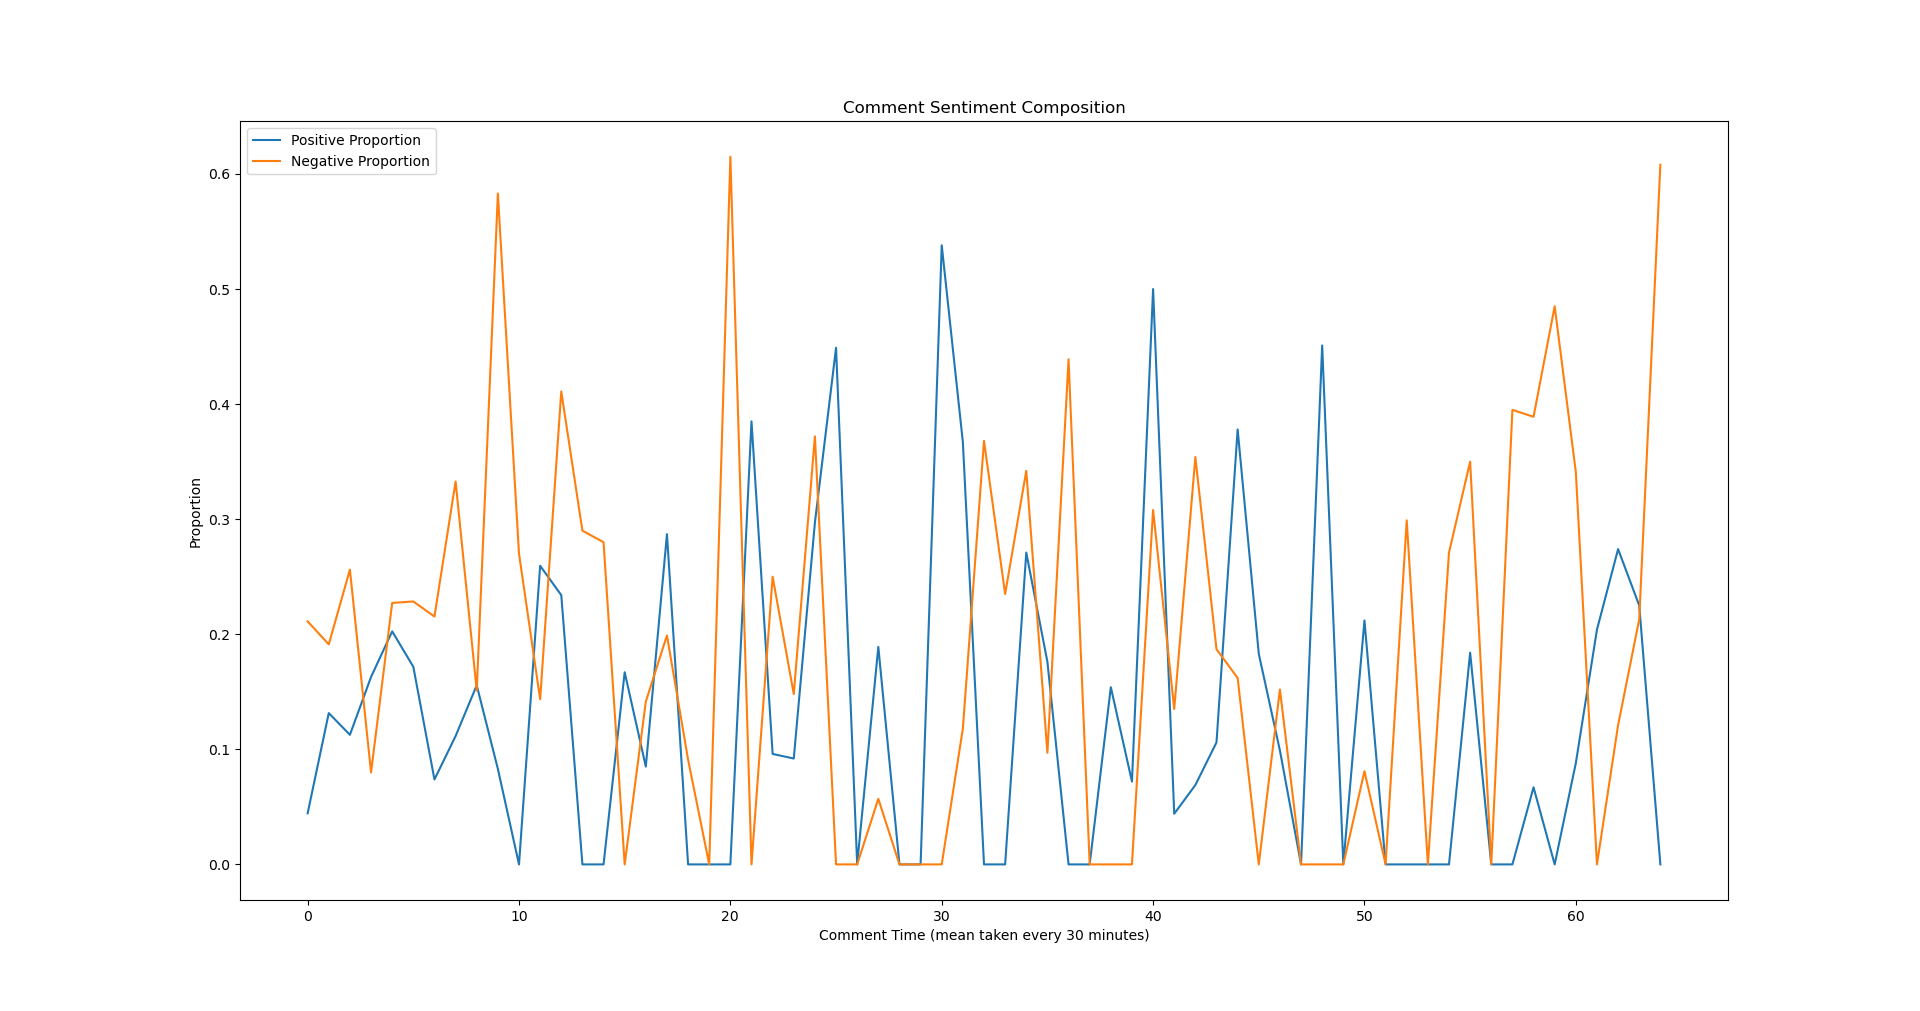 Comment Sentiment Composition
Positive Proportion
Negative Proportion
0.6
0.5
0.4
0.3
0.2
0.1
0.0
Proportion
0 10 20 30 40 50 60
Comment Time (mean taken every 30 minutes)